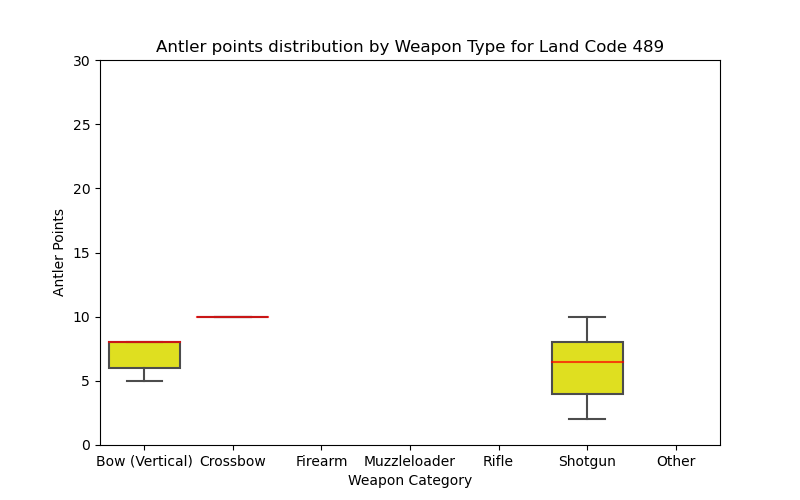 Antler points distribution by Weapon Type for Land Code 489
30
25
20
15
10
5
0
Antler Points
Bow (Vertical) Crossbow Firearm Muzzleloader Rifle Shotgun Other
Weapon Category